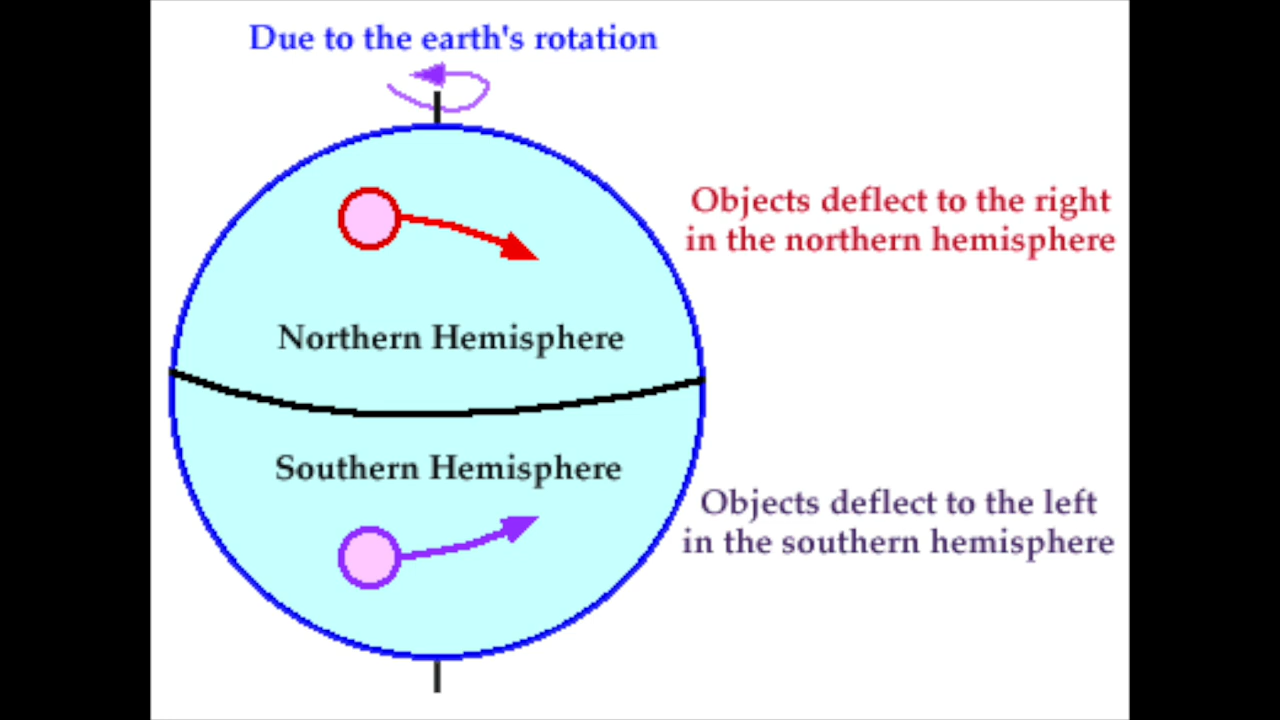 Due to the earth's rotation
Objects deflect to the right
in the northern hemisphere
Northern Hemisphere
Southern Hemisphere
Objects deflect to the left
in the southern hemisphere